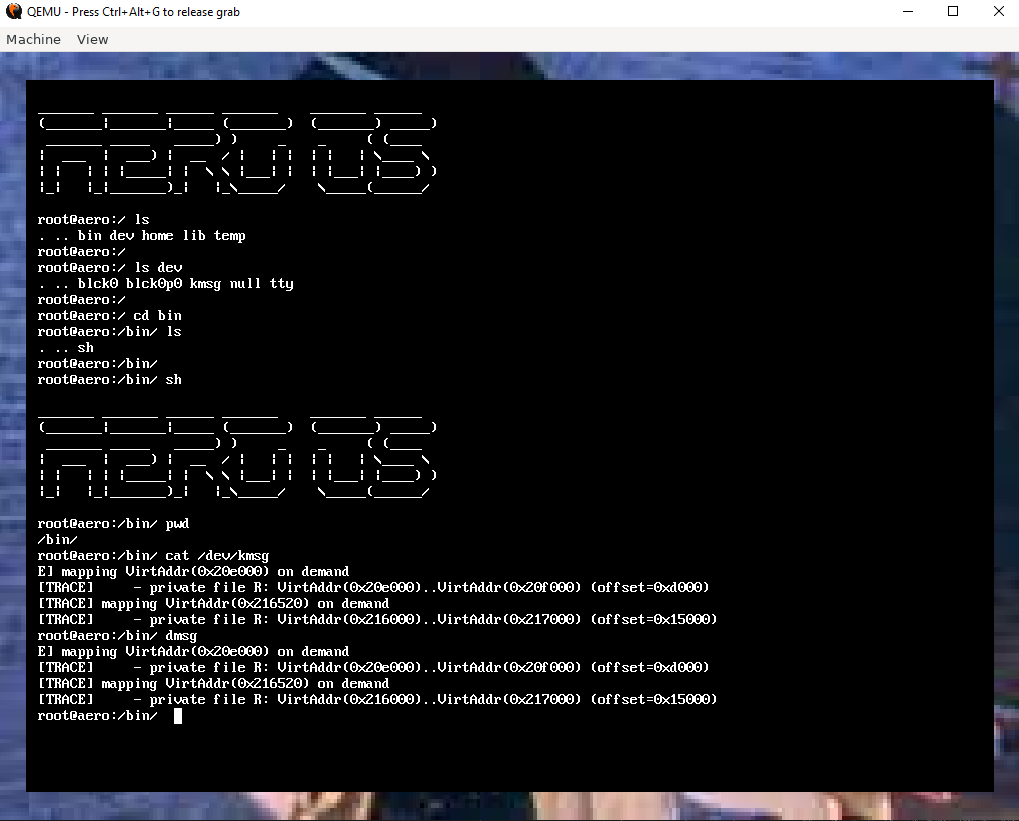 QEMU - Press Ctrl+Alt+G to release grab
Machine View
AERO OS
root@aero:/ ls
. .. bin dev home lib temp
root@aero:/
root@aero:/ ls dev
. .. blck0 blck0p0 kmsg null tty
root@aero:/
root@aero:/ cd bin
root@aero:/bin/ ls
. .. sh
root@aero:/bin/
root@aero:/bin/ sh
AERO OS
root@aero:/bin/ pwd
/bin/
root@aero:/bin/ cat /dev/kmsg
E] mapping VirtAddr(0x20e000) on demand
[TRACE]     - private file R: VirtAddr(0x20e000)..VirtAddr(0x20f000) (offset=0xd000)
[TRACE] mapping VirtAddr(0x216520) on demand
[TRACE]     - private file R: VirtAddr(0x216000)..VirtAddr(0x217000) (offset=0x15000)
root@aero:/bin/ dmsg
E] mapping VirtAddr(0x20e000) on demand
[TRACE]     - private file R: VirtAddr(0x20e000)..VirtAddr(0x20f000) (offset=0xd000)
[TRACE] mapping VirtAddr(0x216520) on demand
[TRACE]     - private file R: VirtAddr(0x216000)..VirtAddr(0x217000) (offset=0x15000)
root@aero:/bin/